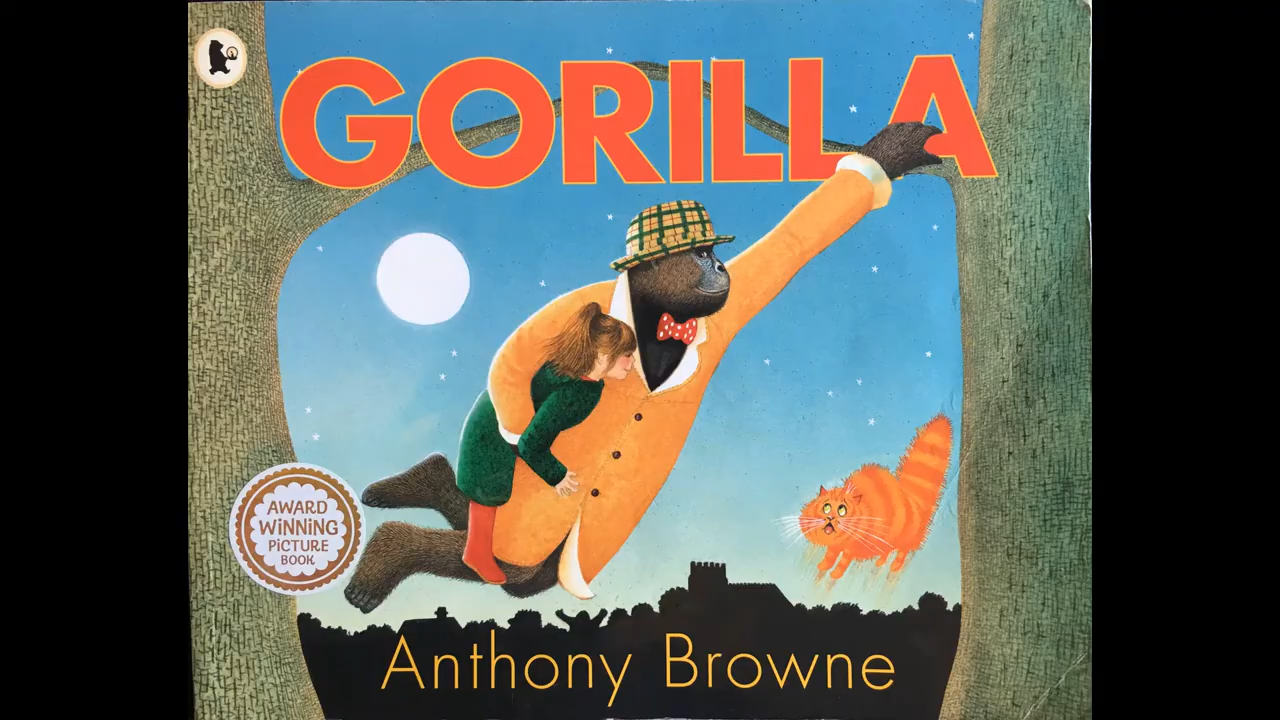 GORILLA
AWARD
WINNING
PICTURE
BOOK
Anthony Browne